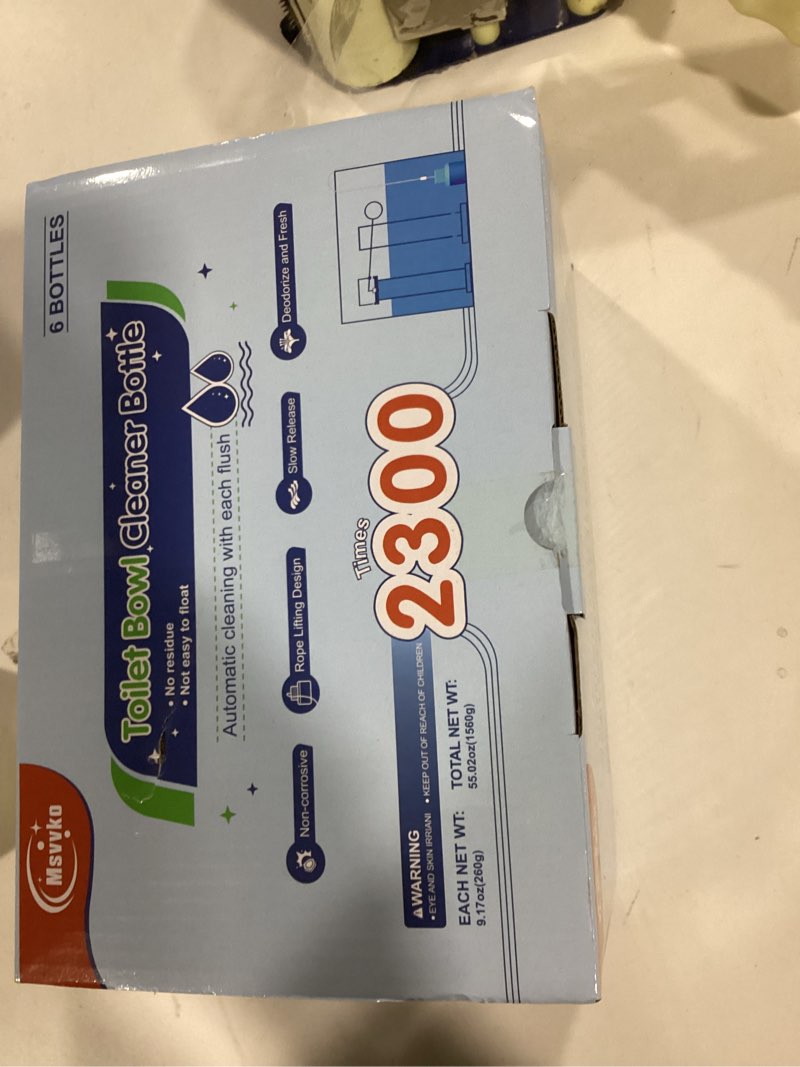 Msvvko
6 BOTTLES
Toilet Bowl Cleaner Bottle
• No residue
• Not easy to float
Automatic cleaning with each flush
Non-corrosive
Rope Lifting Design
Slow Release
Deodorize and Fresh
Times
2300
WARNING
• EYE AND SKIN IRRIANI • KEEP OUT OF REACH OF CHILDREN
EACH NET WT:
9.17oz(260g)
TOTAL NET WT:
55.02oz(1560g)